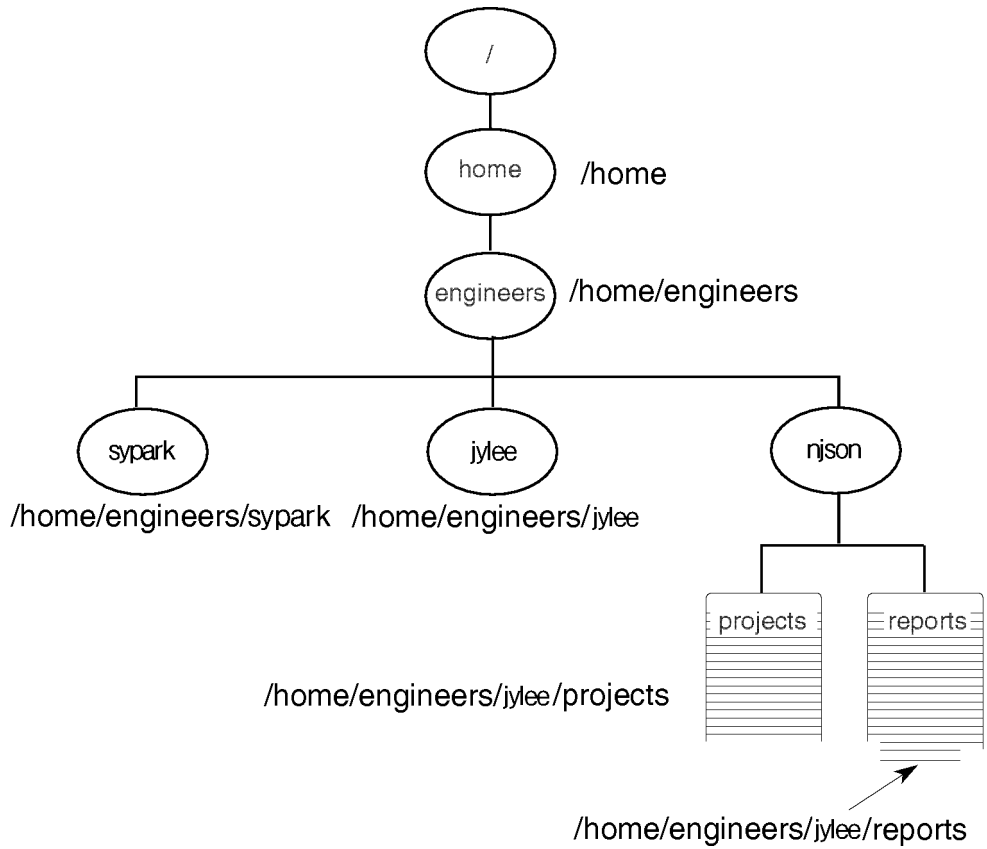 /
home
/home
engineers
/home/engineers
sypark
jylee
njson
/home/engineers/sypark
/home/engineers/jylee
projects
reports
/home/engineers/jylee/projects
/home/engineers/jylee/reports